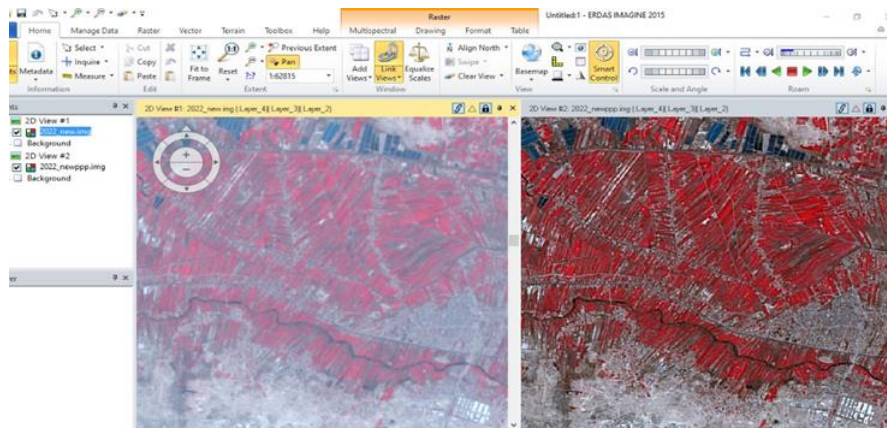 Raster
Untitled:1 - ERDAS IMAGINE 2015
Home Manage Data Raster Vector Terrain Toolbox Help Multispectral Drawing Format Table
Metadata
Select
Inquire
Measure
Information
Cut
Copy
Paste
Edit
Fit to Frame
Reset
1:1
1:2
Previous Extent
Pan
1:62815
Extent
Add Views
Link Views
Equalize Scales
Window
Align North
Swipe
Clear View
Basemap
View
Smart Control
Scale and Angle
Roam
2D View #1
2022_new.img
Background
2D View #2
2022_newppp.img
Background
2D View #1: 2022_new.img (:Layer_4)(:Layer_3)(:Layer_2)
2D View #2: 2022_newppp.img (:Layer_4)(:Layer_3)(:Layer_2)